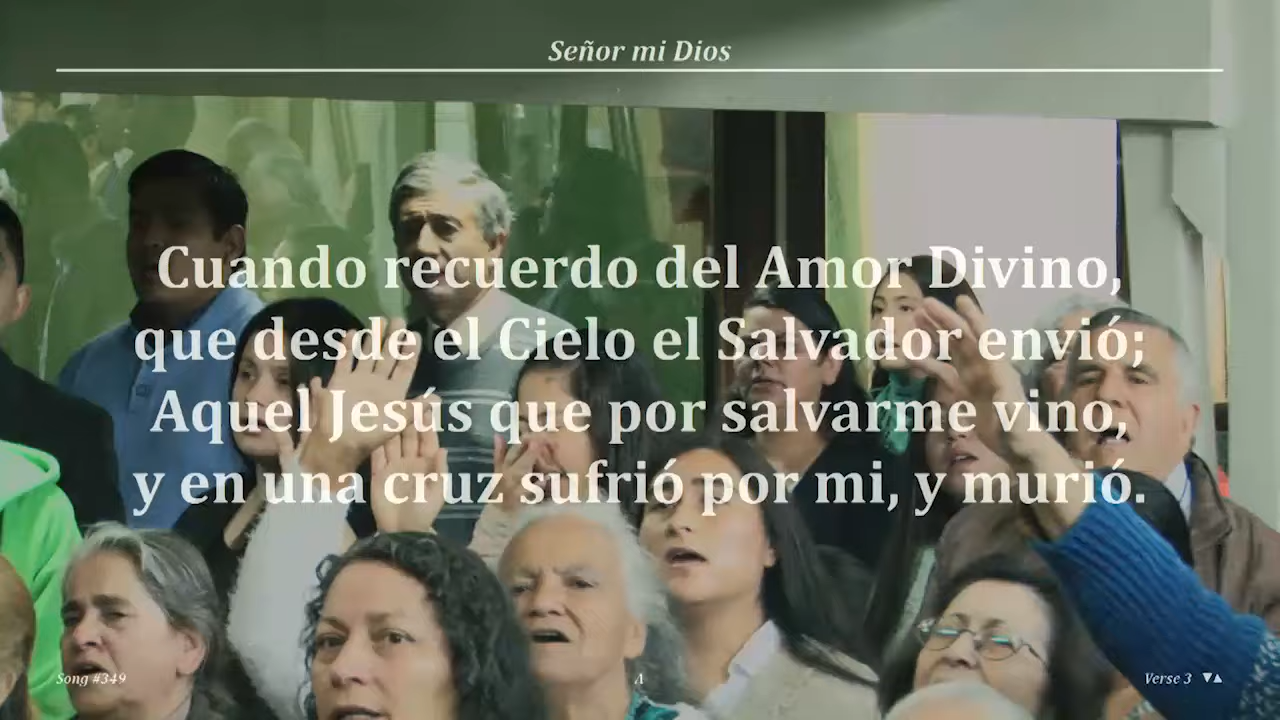 Señor mi Dios
Cuando recuerdo del Amor Divino,
que desde el Cielo el Salvador envió;
Aquel Jesús que por salvarme vino,
y en una cruz sufrió por mi, y murió.
Song #349
A
Verse 3 ▼▲